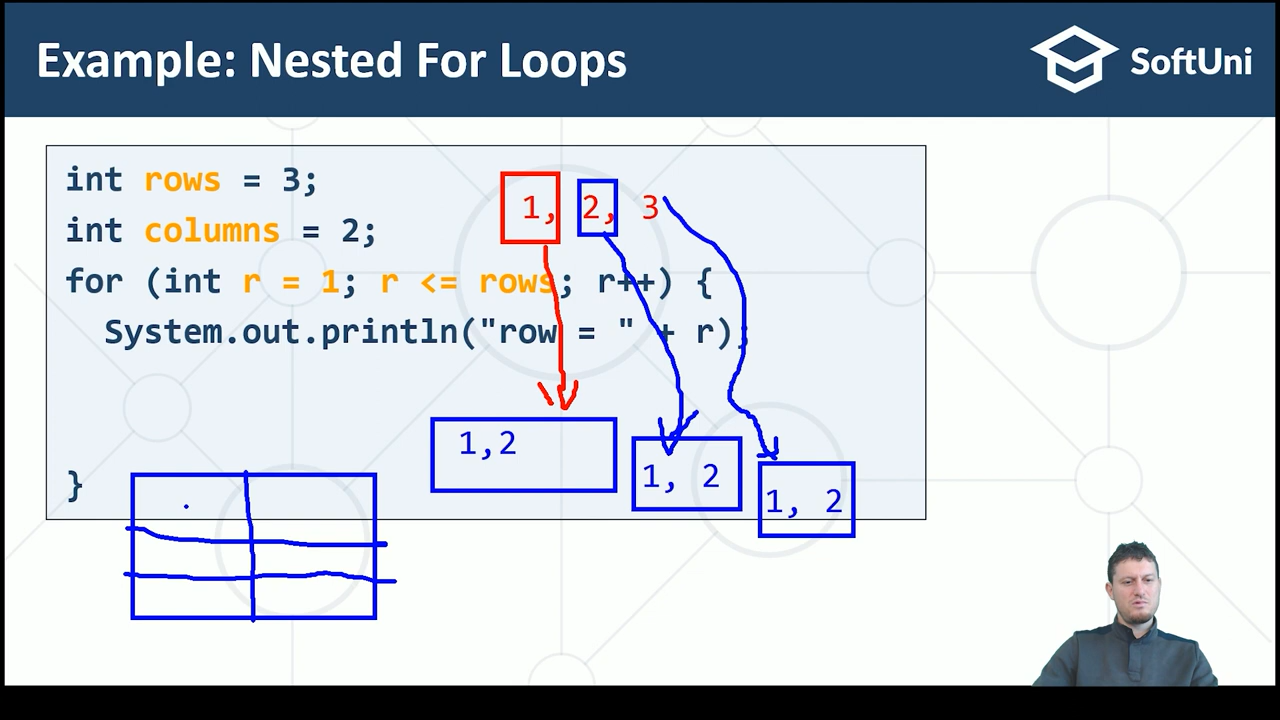 Example: Nested For Loops
SoftUni
int rows = 3;
int columns = 2;
for (int r = 1; r <= rows; r++) {
System.out.println("row = " + r);
}
1, 2, 3
1,2
1, 2
1, 2